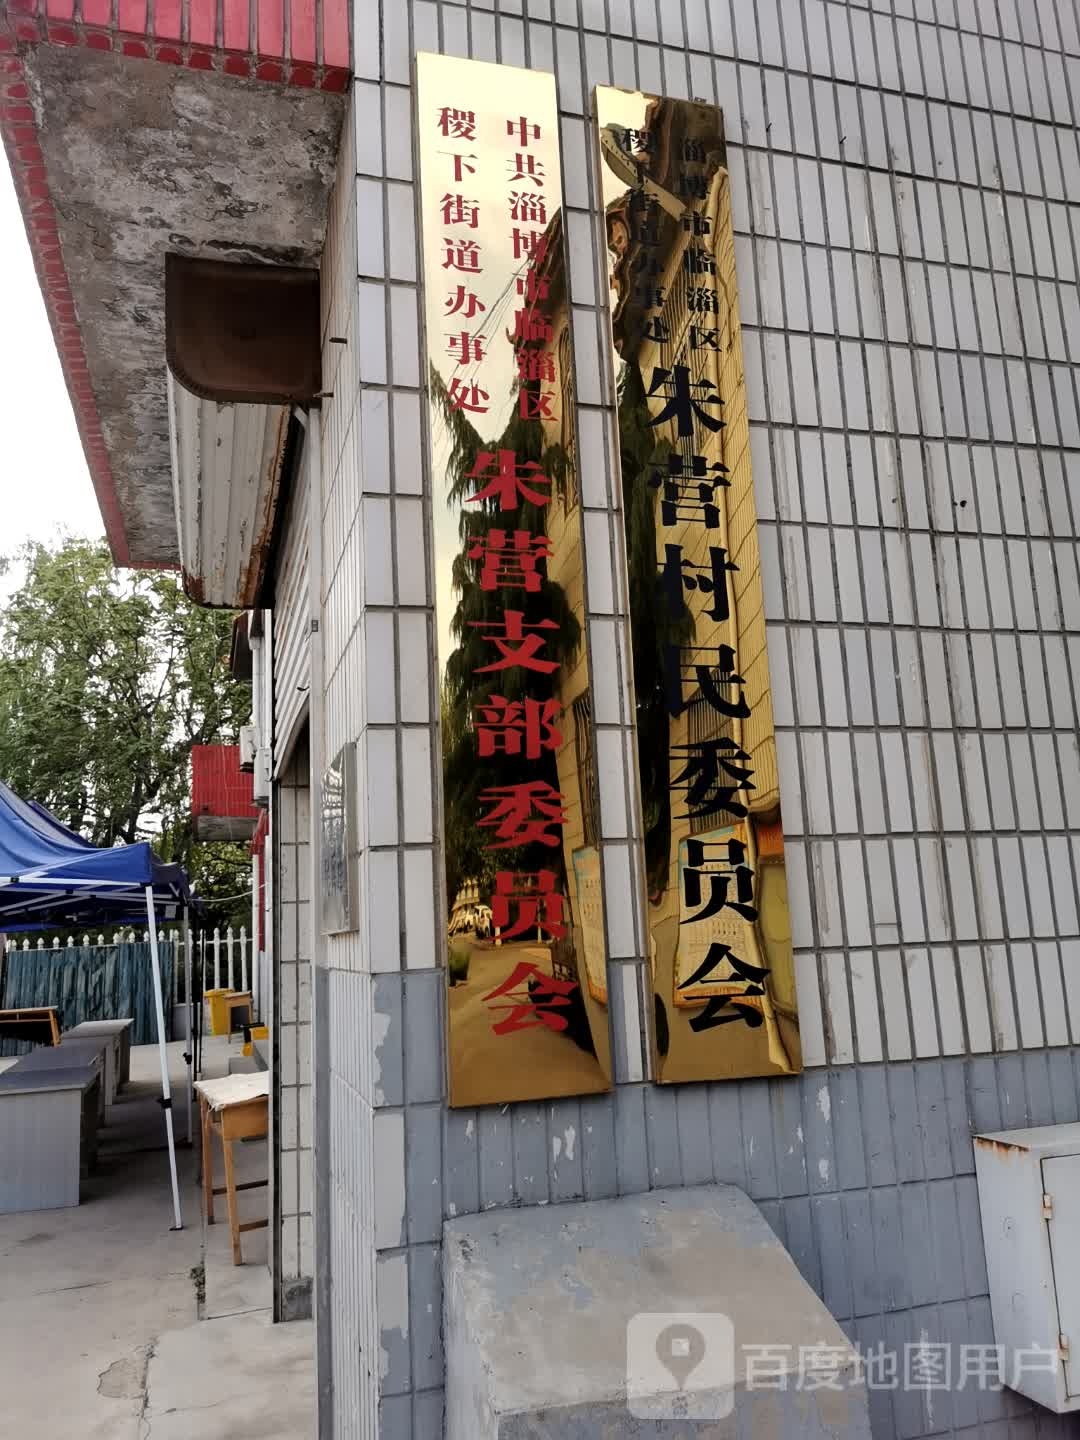 中共淄博市临淄区
稷下街道办事处
朱营支部委员会
淄博市临淄区
稷下街道办事处
朱营村民委员会
百度地图用户